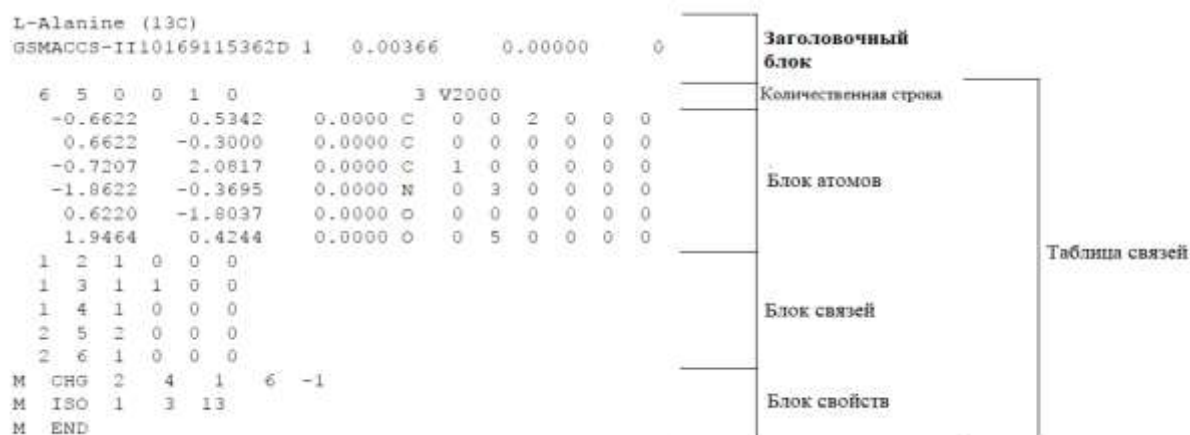 L-Alanine (13C)
GSMACCS-II10169115362D 1 0.00366 0.00000 0
Заголовочный
блок
6 5 0 0 1 0 3 V2000
Количественная строка
-0.6622 0.5342 0.0000 C 0 0 2 0 0 0
0.6622 -0.3000 0.0000 C 0 0 0 0 0 0
-0.7207 2.0817 0.0000 C 1 0 0 0 0 0
-1.8622 -0.3695 0.0000 N 0 3 0 0 0 0
0.6220 -1.8037 0.0000 O 0 0 0 0 0 0
1.9464 0.4244 0.0000 O 0 5 0 0 0 0
Блок атомов
1 2 1 0 0 0
1 3 1 1 0 0
1 4 1 0 0 0
2 5 2 0 0 0
2 6 1 0 0 0
Блок связей
M CHG 2 4 1 6 -1
M ISO 1 3 13
M END
Блок свойств
Таблица связей